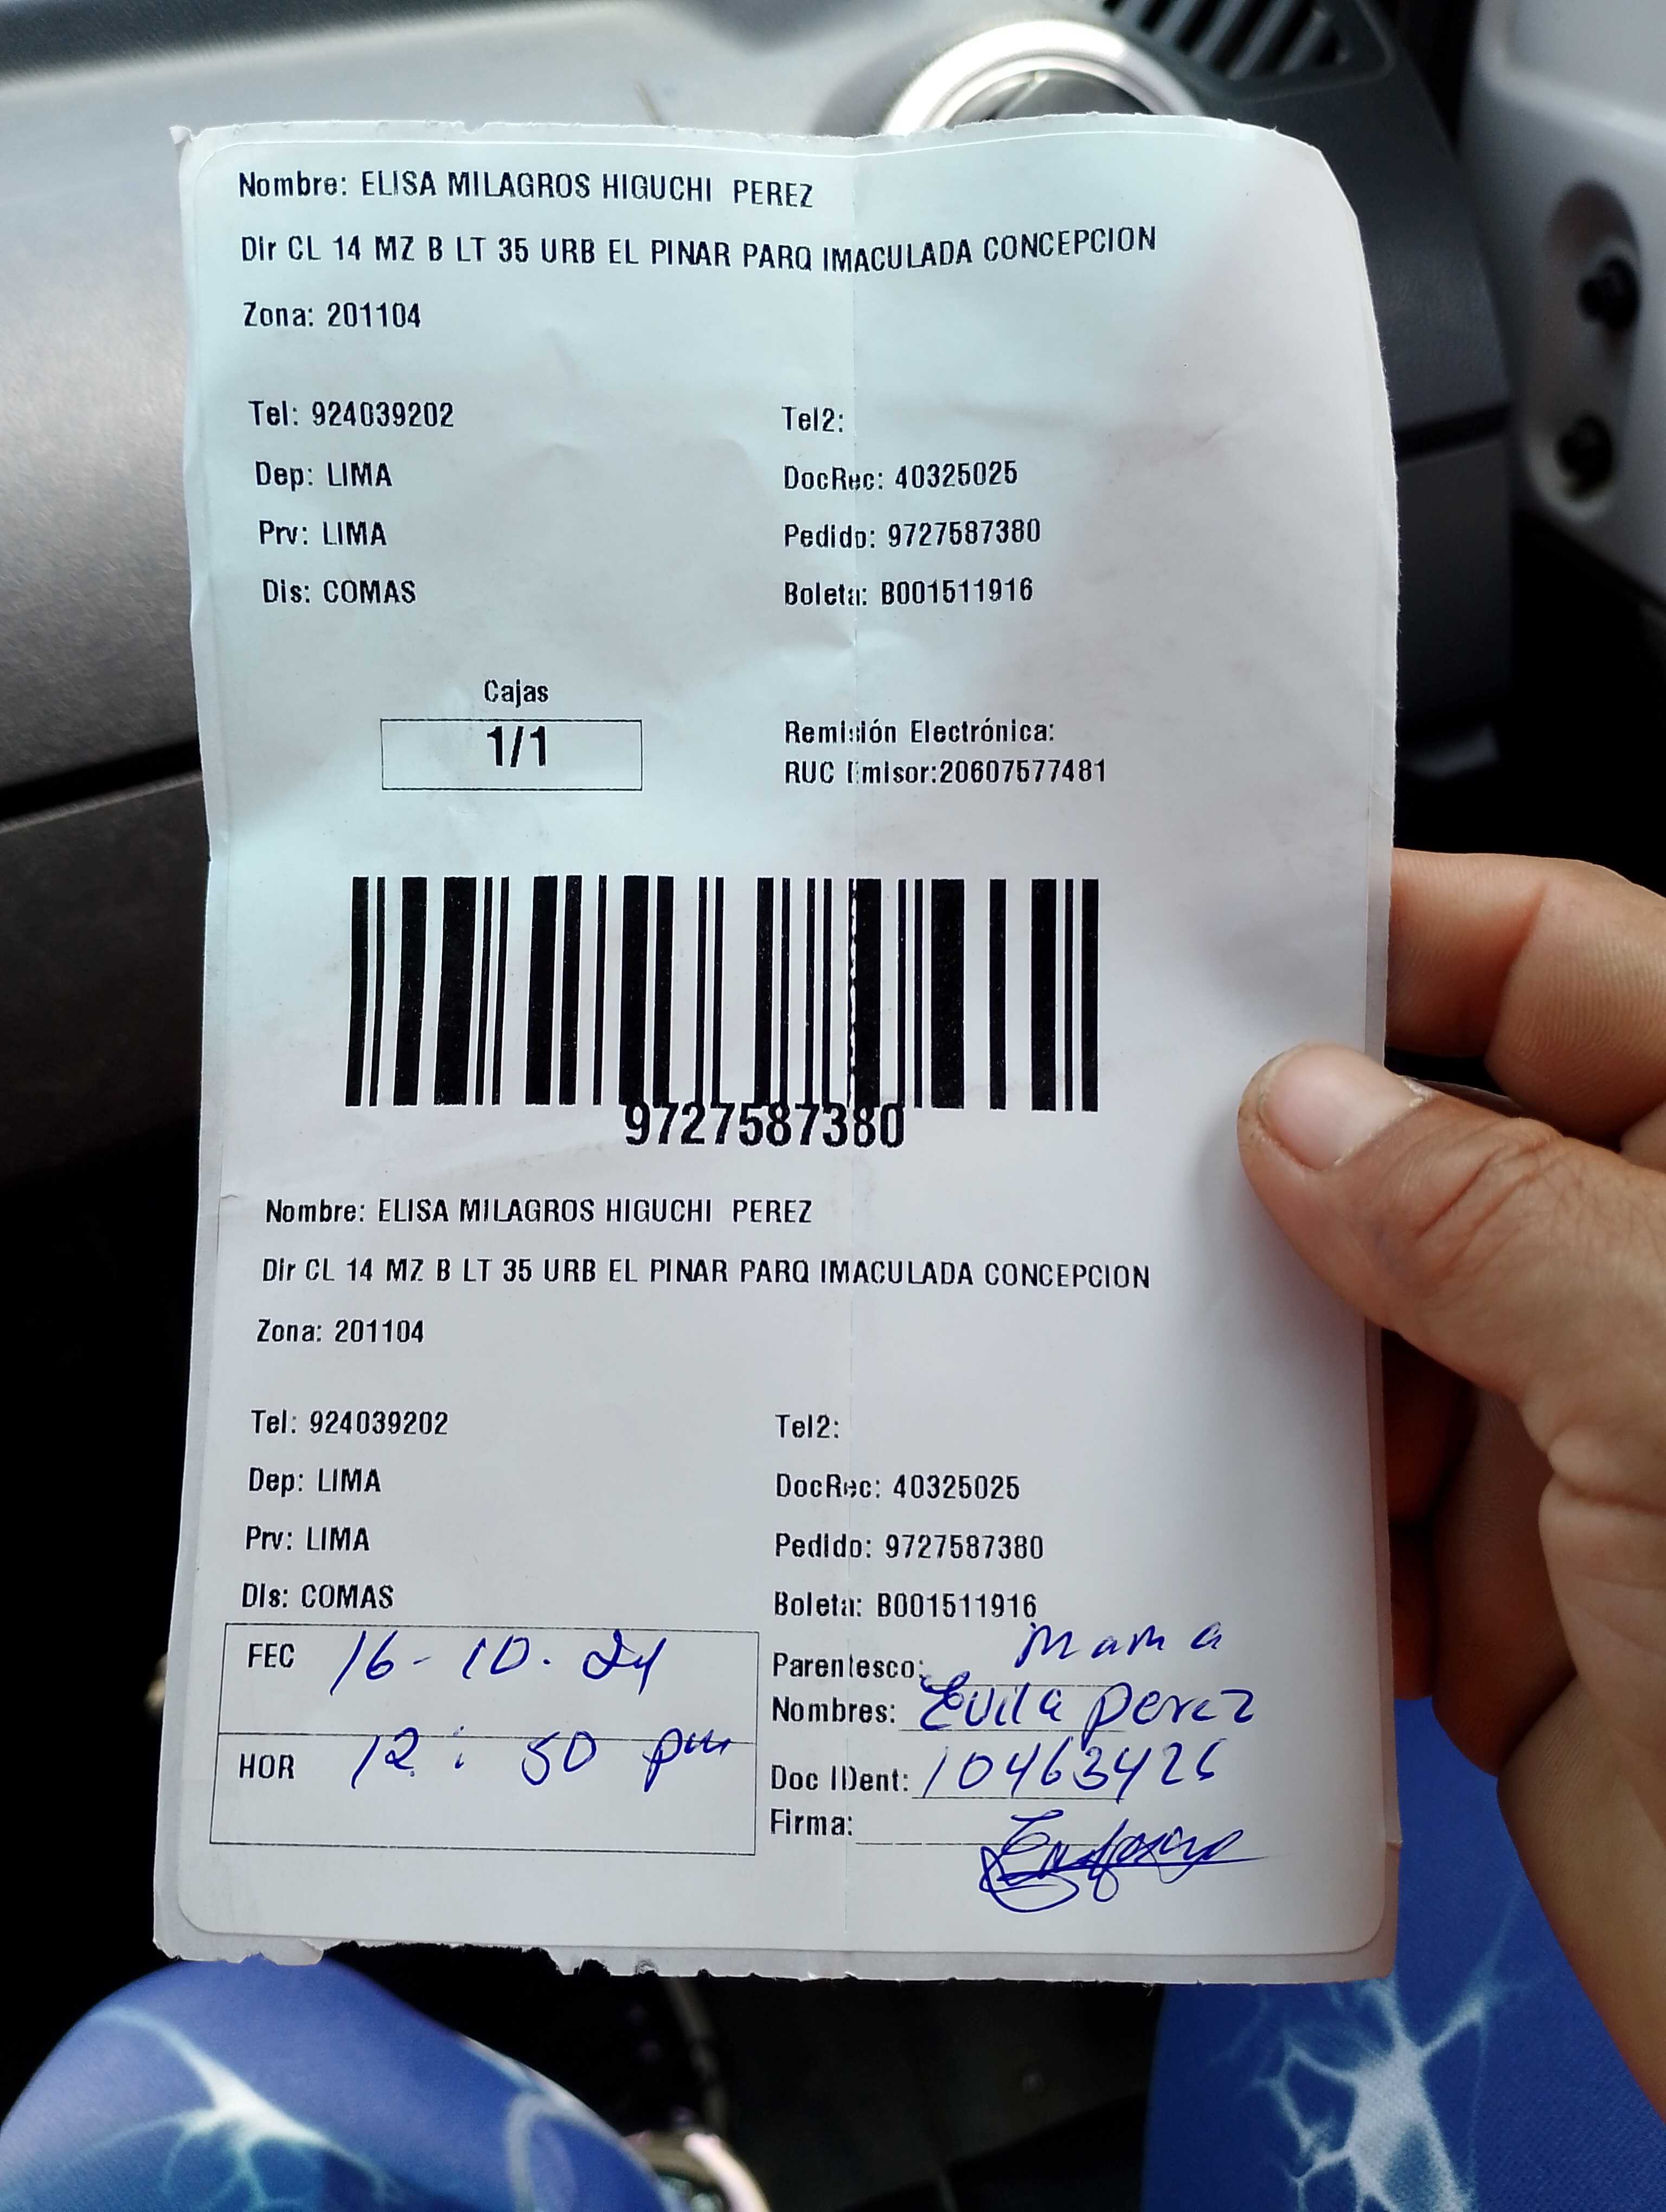 Nombre: ELISA MILAGROS HIGUCHI PEREZ
Dir CL 14 MZ B LT 35 URB EL PINAR PARQ IMACULADA CONCEPCION
Zona: 201104
Tel: 924039202 Tel2:
Dep: LIMA DocRec: 40325025
Prv: LIMA Pedido: 9727587380
Dis: COMAS Boleta: B001511916
Cajas
1/1
Remisión Electrónica:
RUC Emisor:20607577481
9727587380
Nombre: ELISA MILAGROS HIGUCHI PEREZ
Dir CL 14 MZ B LT 35 URB EL PINAR PARQ IMACULADA CONCEPCION
Zona: 201104
Tel: 924039202 Tel2:
Dep: LIMA DocRec: 40325025
Prv: LIMA Pedido: 9727587380
Dis: COMAS Boleta: B001511916
FEC 16-10.24
HOR 12:50 pm
Parentesco: Mama
Nombres: Evila perez
Doc IDent: 10463426
Firma: